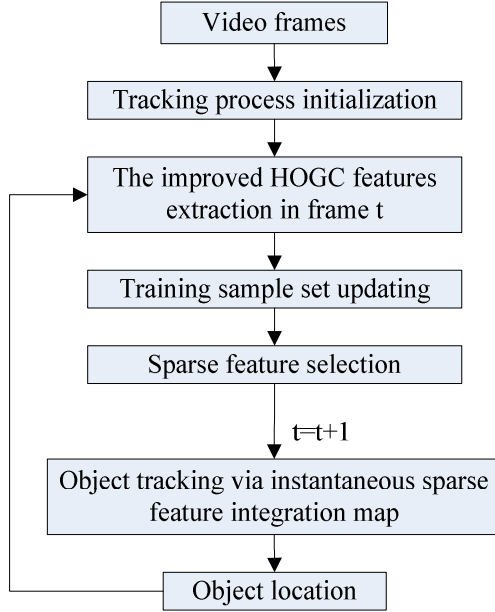 Video frames
Tracking process initialization
The improved HOGC features
extraction in frame t
Training sample set updating
Sparse feature selection
t=t+1
Object tracking via instantaneous sparse
feature integration map
Object location